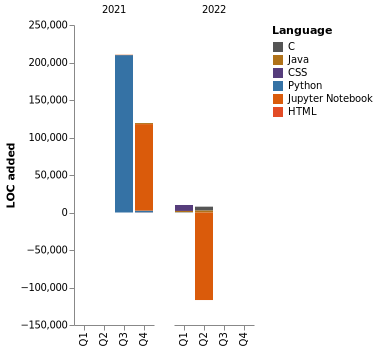 2021 2022
Language
C
Java
CSS
Python
Jupyter Notebook
HTML
LOC added
250,000
200,000
150,000
100,000
50,000
0
−50,000
−100,000
−150,000
Q1 Q2 Q3 Q4 Q1 Q2 Q3 Q4